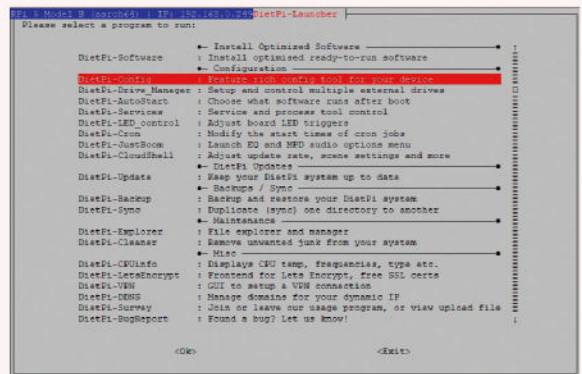 RPi 5 Model B (aarch64) | IP: 192.168.0.249 DietPi-Launcher
Please select a program to run:
●─ Install Optimized Software ─●
DietPi-Software : Install optimised ready-to-run software
●─ Configuration ─●
DietPi-Config : Feature rich config tool for your device
DietPi-Drive_Manager : Setup and control multiple external drives
DietPi-AutoStart : Choose what software runs after boot
DietPi-Services : Service and process tool control
DietPi-LED_control : Adjust board LED triggers
DietPi-Cron : Modify the start times of cron jobs
DietPi-JustBoom : Launch EQ and MPD audio options menu
DietPi-CloudShell : Adjust update rate, scene settings and more
●─ DietPi Updates ─●
DietPi-Update : Keep your DietPi system up to date
●─ Backups / Sync ─●
DietPi-Backup : Backup and restore your DietPi system
DietPi-Sync : Duplicate (sync) one directory to another
●─ Maintenance ─●
DietPi-Explorer : File explorer and manager
DietPi-Cleaner : Remove unwanted junk from your system
●─ Misc ─●
DietPi-CPUinfo : Displays CPU temp, frequencies, type etc.
DietPi-LetsEncrypt : Frontend for Lets Encrypt, free SSL certs
DietPi-VPN : GUI to setup a VPN connection
DietPi-DDNS : Manage domains for your dynamic IP
DietPi-Survey : Join or leave our usage program, or view upload file
DietPi-BugReport : Found a bug? Let us know!
<Ok> <Exit>